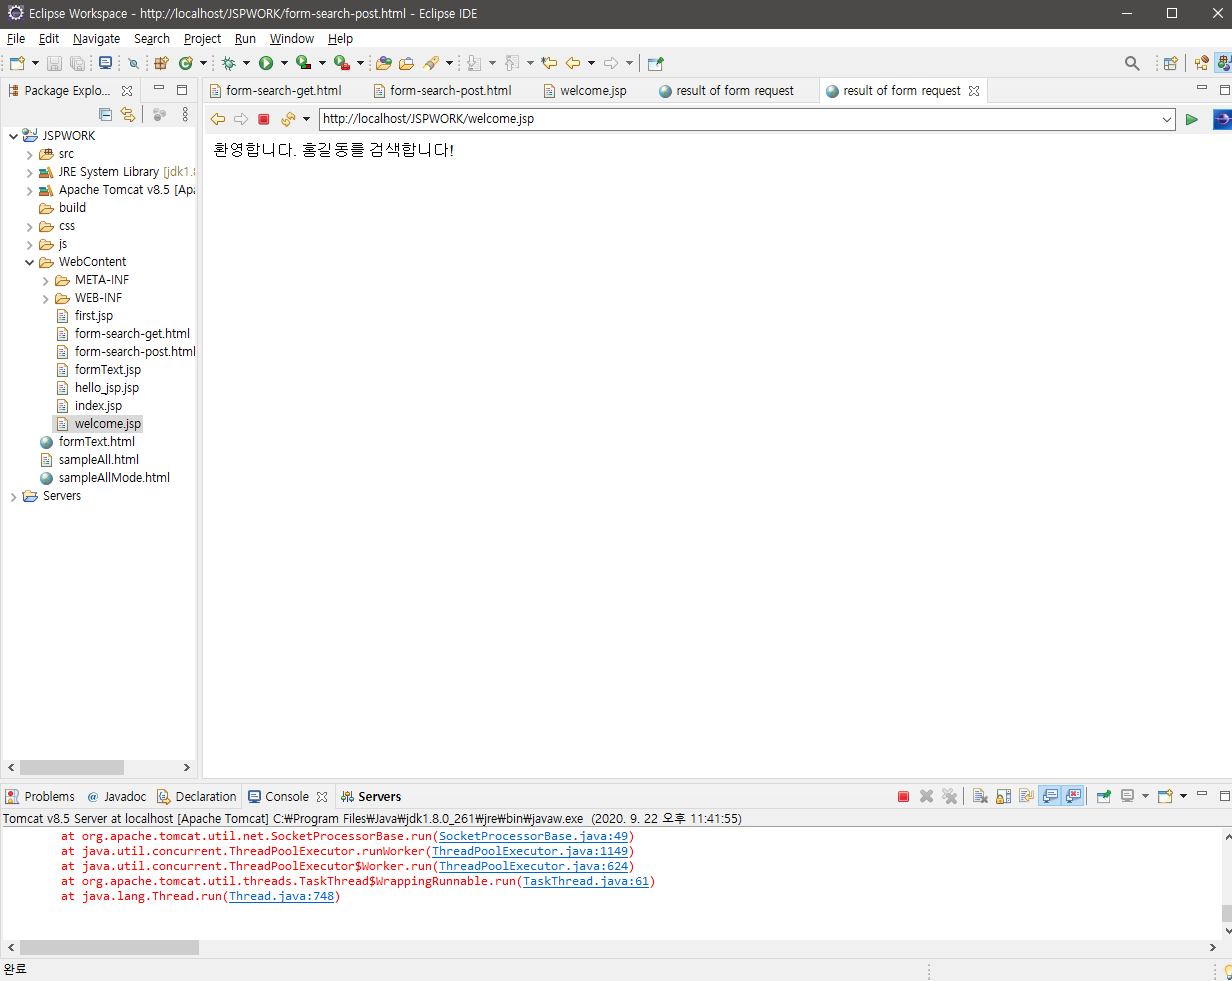 Eclipse Workspace - http://localhost/JSPWORK/form-search-post.html - Eclipse IDE
File Edit Navigate Search Project Run Window Help
Package Explo...
form-search-get.html form-search-post.html welcome.jsp result of form request result of form request
http://localhost/JSPWORK/welcome.jsp
환영합니다. 홍길동를 검색합니다!
JSPWORK
src
JRE System Library [jdk1.8
Apache Tomcat v8.5 [Apa
build
css
js
WebContent
META-INF
WEB-INF
first.jsp
form-search-get.html
form-search-post.html
formText.jsp
hello_jsp.jsp
index.jsp
welcome.jsp
formText.html
sampleAll.html
sampleAllMode.html
Servers
Problems @ Javadoc Declaration Console Servers
Tomcat v8.5 Server at localhost [Apache Tomcat] C:₩Program Files₩Java₩jdk1.8.0_261₩jre₩bin₩javaw.exe (2020. 9. 22 오후 11:41:55)
at org.apache.tomcat.util.net.SocketProcessorBase.run(SocketProcessorBase.java:49)
at java.util.concurrent.ThreadPoolExecutor.runWorker(ThreadPoolExecutor.java:1149)
at java.util.concurrent.ThreadPoolExecutor$Worker.run(ThreadPoolExecutor.java:624)
at org.apache.tomcat.util.threads.TaskThread$WrappingRunnable.run(TaskThread.java:61)
at java.lang.Thread.run(Thread.java:748)
완료